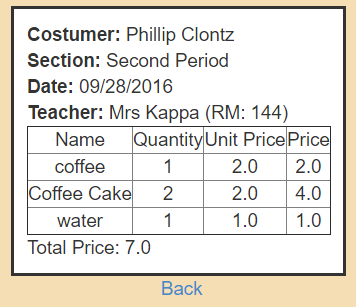 Costumer: Phillip Clontz
Section: Second Period
Date: 09/28/2016
Teacher: Mrs Kappa (RM: 144)
Name Quantity Unit Price Price
coffee 1 2.0 2.0
Coffee Cake 2 2.0 4.0
water 1 1.0 1.0
Total Price: 7.0
Back